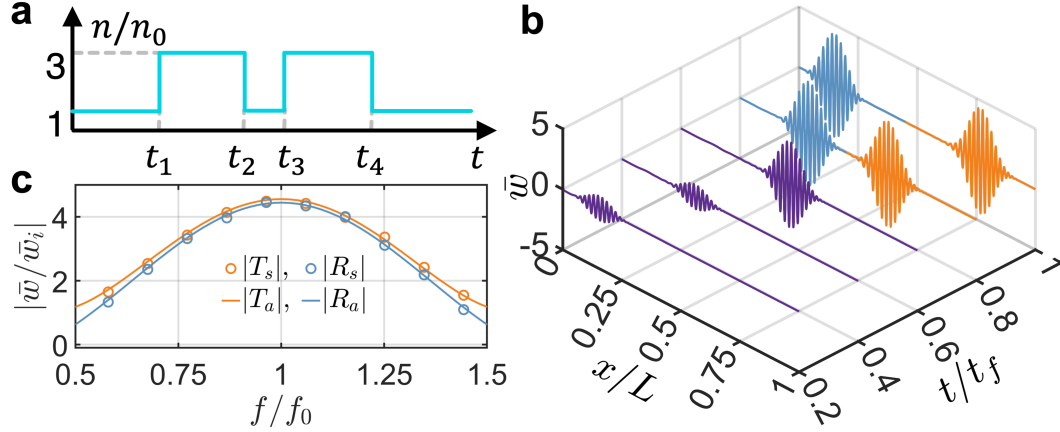 a
n/n₀
3
1
t₁ t₂ t₃ t₄ t
b
5
0
-5
w̄
0
0.25
0.5
0.75
1
x/L
0.2
0.4
0.6
0.8
1
t/t_f
c
4
2
0
|w̄/w̄ᵢ|
|Tₛ|, |Rₛ|
|Tₐ|, |Rₐ|
0.5 0.75 1 1.25 1.5
f/f₀